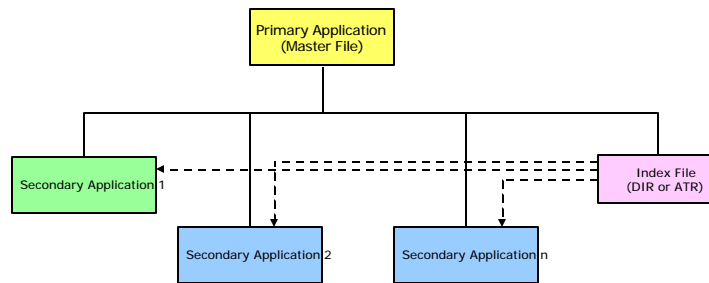 Primary Application
(Master File)
Secondary Application 1
Index File
(DIR or ATR)
Secondary Application 2
Secondary Application n